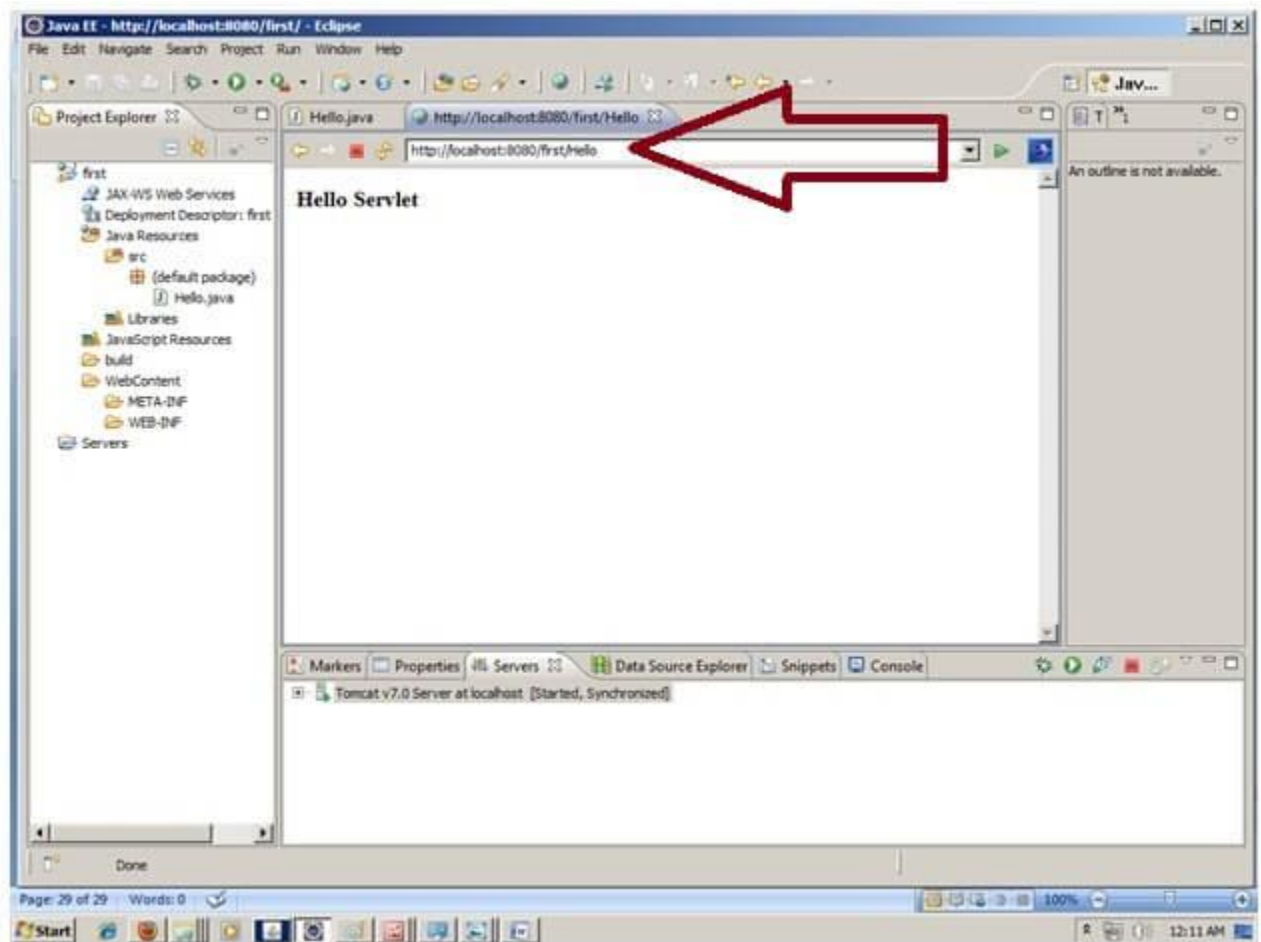 Java EE - http://localhost:8080/first/ - Eclipse
File Edit Navigate Search Project Run Window Help
Jav...
Project Explorer
Hello.java
http://localhost:8080/first/Hello
http://localhost:8080/first/Hello
An outline is not available.
Hello Servlet
first
JAX-WS Web Services
Deployment Descriptor: first
Java Resources
src
(default package)
Hello.java
Libraries
JavaScript Resources
build
WebContent
META-INF
WEB-INF
Servers
Markers Properties Servers Data Source Explorer Snippets Console
Tomcat v7.0 Server at localhost [Started, Synchronized]
Done
Page: 29 of 29 Words: 0 100%
Start 12:11 AM